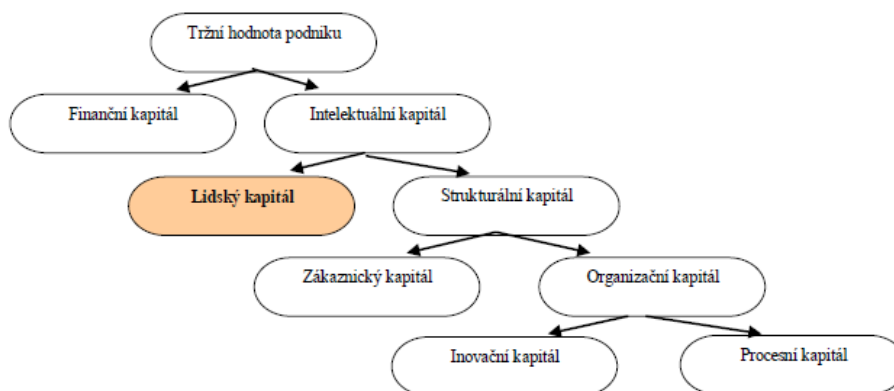 Tržní hodnota podniku
Finanční kapitál
Intelektuální kapitál
Lidský kapitál
Strukturální kapitál
Zákaznický kapitál
Organizační kapitál
Inovační kapitál
Procesní kapitál